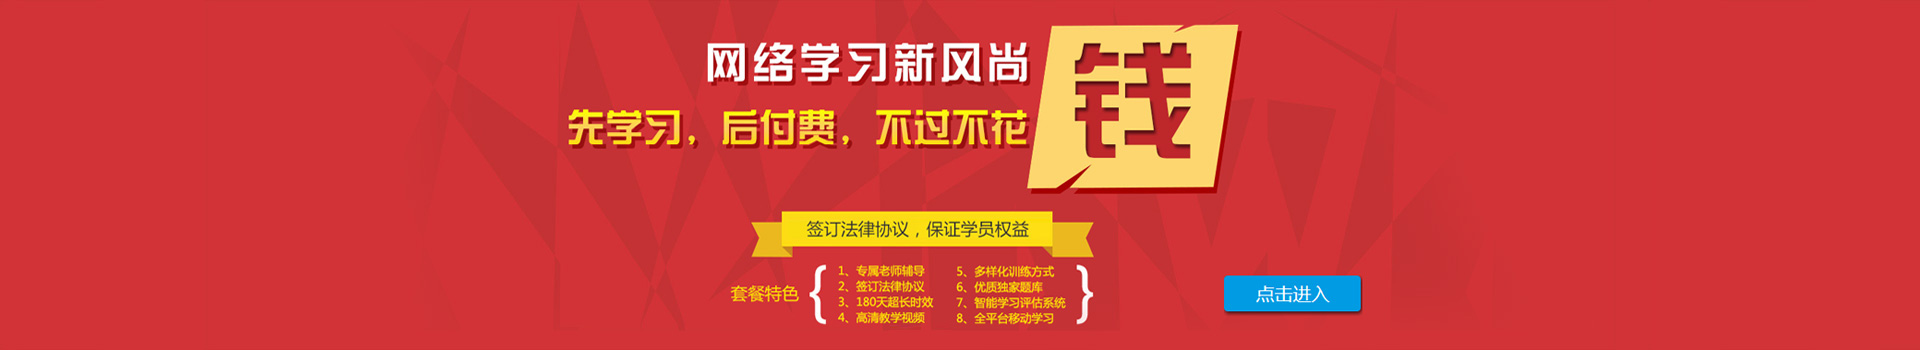 网络学习新风尚
先学习，后付费，不过不花钱
签订法律协议，保证学员权益
套餐特色
1、专属老师辅导
2、签订法律协议
3、180天超长时效
4、高清教学视频
5、多样化训练方式
6、优质独家题库
7、智能学习评估系统
8、全平台移动学习
点击进入